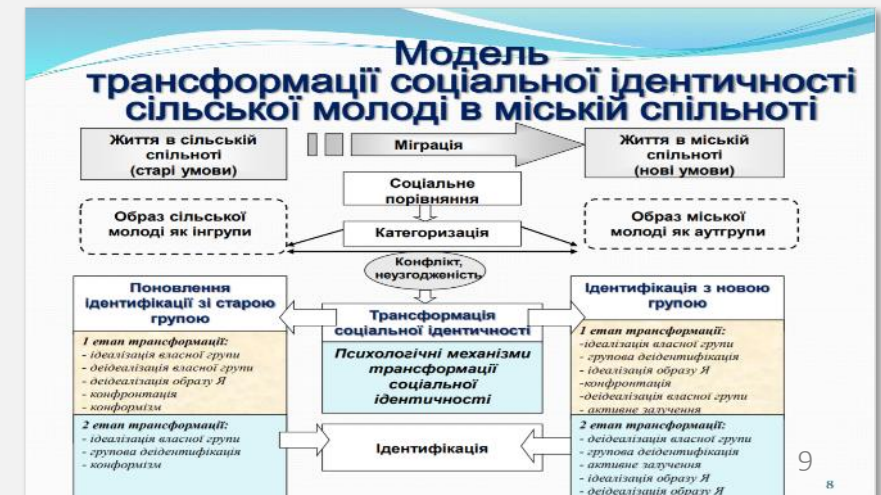 Модель
трансформації соціальної ідентичності
сільської молоді в міській спільноті
Життя в сільській
спільноті
(старі умови)
Міграція
Життя в міській
спільноті
(нові умови)
Соціальне
порівняння
Образ сільської
молоді як інгрупи
Категоризація
Образ міської
молоді як аутгрупи
Конфлікт,
неузгодженість
Поновлення
ідентифікації зі старою
групою
Трансформація
соціальної ідентичності
Ідентифікація з новою
групою
1 етап трансформації:
- ідеалізація власної групи
- деідеалізація власної групи
- деідеалізація образу Я
- конфронтація
- конформізм
Психологічні механізми
трансформації
соціальної
ідентичності
1 етап трансформації:
-ідеалізація власної групи
- групова деідентифікація
- ідеалізація образу Я
-конфронтація
-деідеалізація власної групи
- активне залучення
2 етап трансформації:
- ідеалізація власної групи
- групова деідентифікація
- конформізм
Ідентифікація
2 етап трансформації:
- деідеалізація власної групи
- групова деідентифікація
- активне залучення
- ідеалізація образу Я
- деідеалізація образу Я
9
8